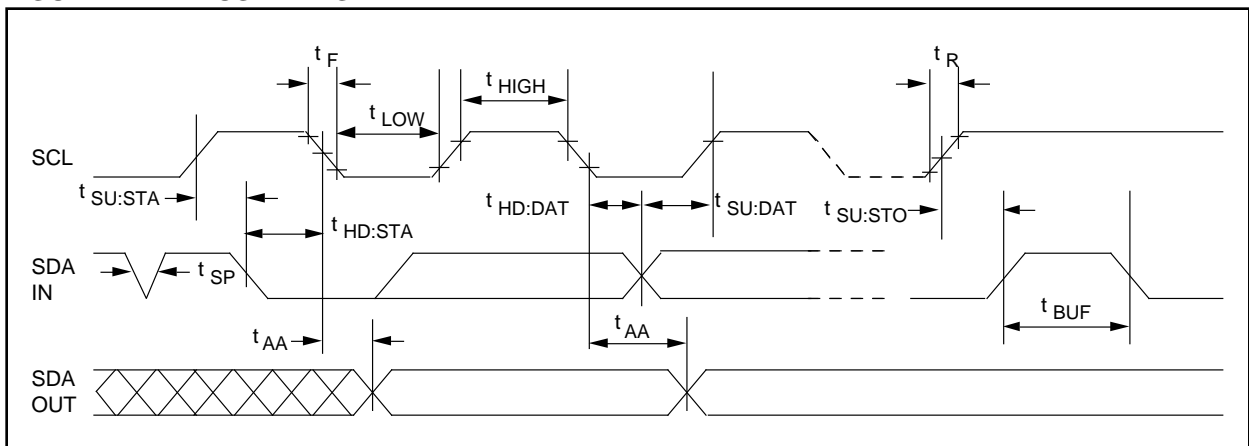 t F
t R
t HIGH
t LOW
SCL
t SU:STA
t HD:DAT
t SU:DAT
t SU:STO
t HD:STA
SDA
IN
t SP
t BUF
t AA
t AA
SDA
OUT